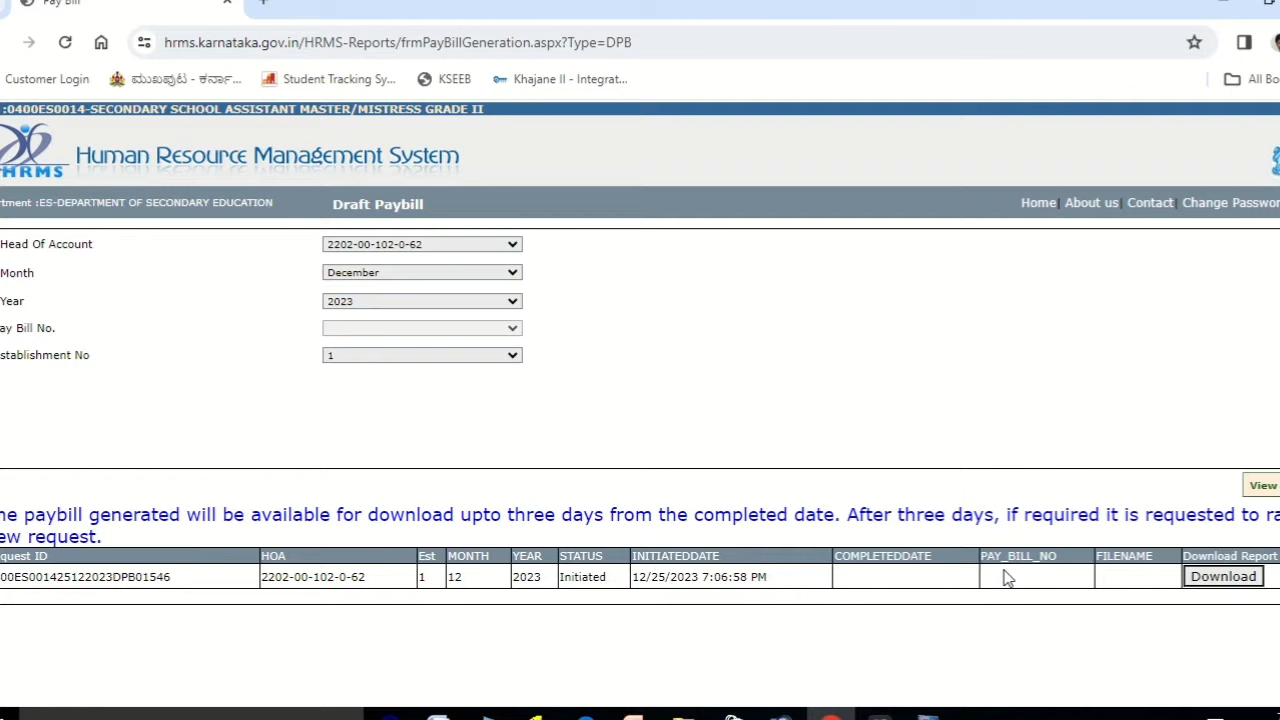 Pay Bill
hrms.karnataka.gov.in/HRMS-Reports/frmPayBillGeneration.aspx?Type=DPB
Customer Login ಮುಖಪುಟ - ಕರ್ನಾ... Student Tracking Sy... KSEEB Khajane II - Integrat... All Bo
:0400ES0014-SECONDARY SCHOOL ASSISTANT MASTER/MISTRESS GRADE II
HRMS Human Resource Management System
rtment :ES-DEPARTMENT OF SECONDARY EDUCATION Draft Paybill Home About us Contact Change Passwor
Head Of Account 2202-00-102-0-62
Month December
Year 2023
ay Bill No.
stablishment No 1
View
he paybill generated will be available for download upto three days from the completed date. After three days, if required it is requested to ra
ew request.
quest ID HOA Est MONTH YEAR STATUS INITIATEDDATE COMPLETEDDATE PAY_BILL_NO FILENAME Download Report
00ES001425122023DPB01546 2202-00-102-0-62 1 12 2023 Initiated 12/25/2023 7:06:58 PM Download